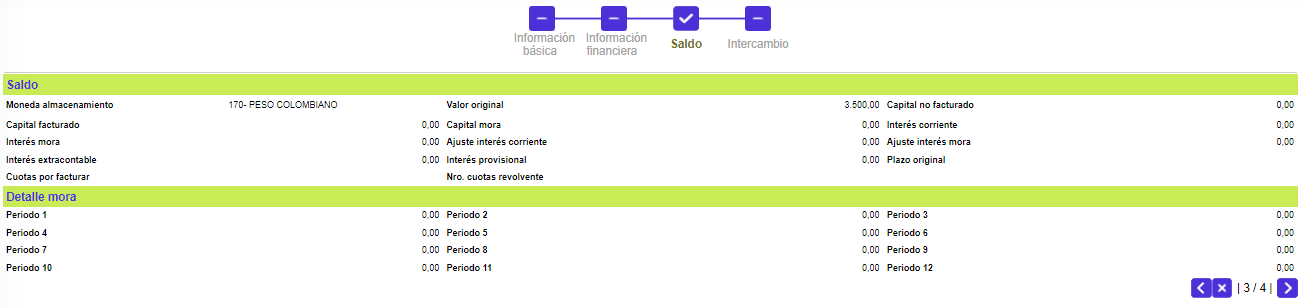 Información básica
Información financiera
Saldo
Intercambio
Saldo
Moneda almacenamiento 170- PESO COLOMBIANO Valor original 3.500,00 Capital no facturado 0,00
Capital facturado 0,00 Capital mora 0,00 Interés corriente 0,00
Interés mora 0,00 Ajuste interés corriente 0,00 Ajuste interés mora 0,00
Interés extracontable 0,00 Interés provisional 0,00 Plazo original
Cuotas por facturar Nro. cuotas revolvente
Detalle mora
Periodo 1 0,00 Periodo 2 0,00 Periodo 3 0,00
Periodo 4 0,00 Periodo 5 0,00 Periodo 6 0,00
Periodo 7 0,00 Periodo 8 0,00 Periodo 9 0,00
Periodo 10 0,00 Periodo 11 0,00 Periodo 12 0,00
| 3 / 4 |